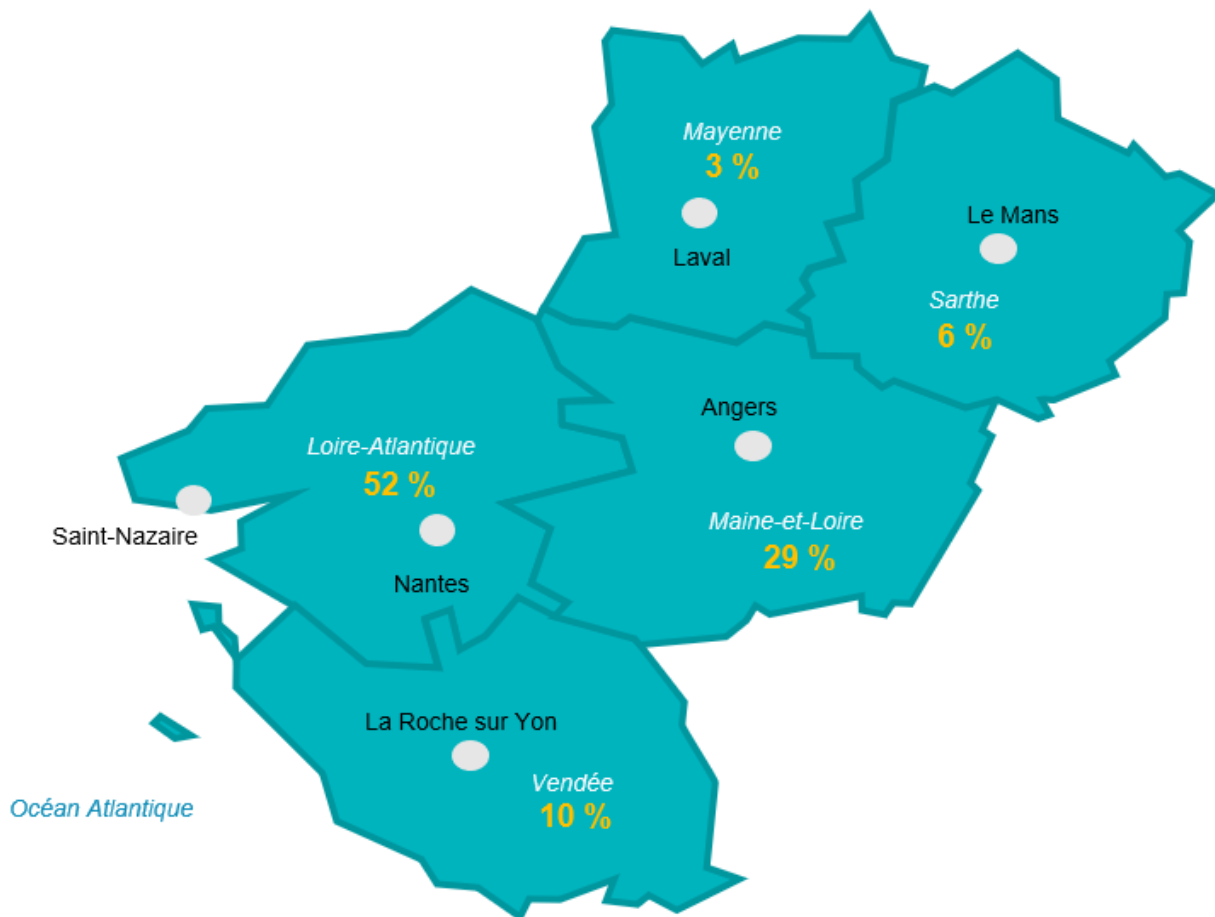 Mayenne
3 %
Laval
Le Mans
Sarthe
6 %
Angers
Loire-Atlantique
52 %
Saint-Nazaire
Nantes
Maine-et-Loire
29 %
La Roche sur Yon
Vendée
10 %
Océan Atlantique